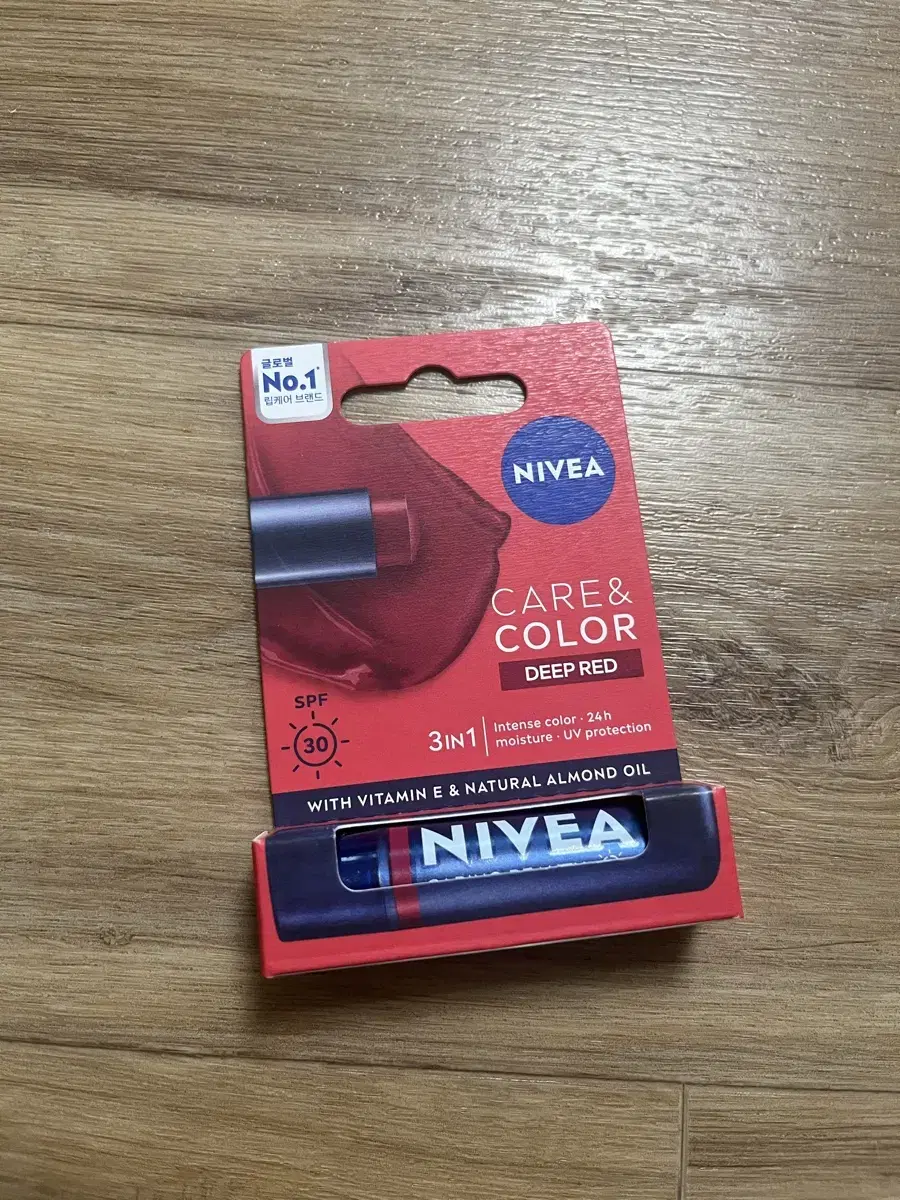 글로벌
No.1*
립케어 브랜드
NIVEA
CARE&
COLOR
DEEP RED
SPF
30
3IN1
Intense color · 24h
moisture · UV protection
WITH VITAMIN E & NATURAL ALMOND OIL
NIVEA